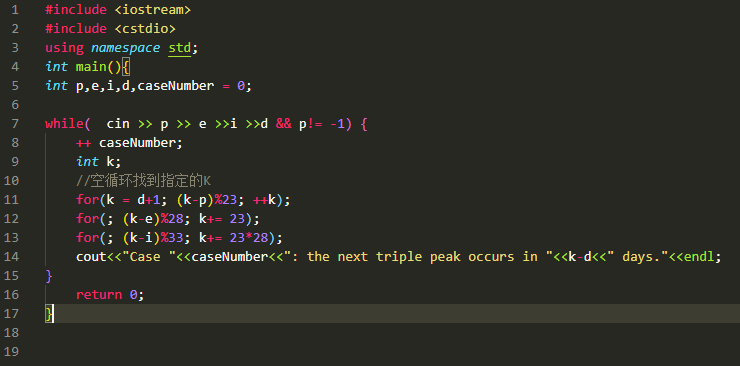 1 #include <iostream>
2 #include <cstdio>
3 using namespace std;
4 int main(){
5 int p,e,i,d,caseNumber = 0;
6
7 while(  cin >> p >> e >>i >>d && p!= -1) {
8     ++ caseNumber;
9     int k;
10     //空循环找到指定的K
11     for(k = d+1; (k-p)%23; ++k);
12     for(; (k-e)%28; k+= 23);
13     for(; (k-i)%33; k+= 23*28);
14     cout<<"Case "<<caseNumber<<": the next triple peak occurs in "<<k-d<<" days."<<endl;
15 }
16     return 0;
17 }
18
19